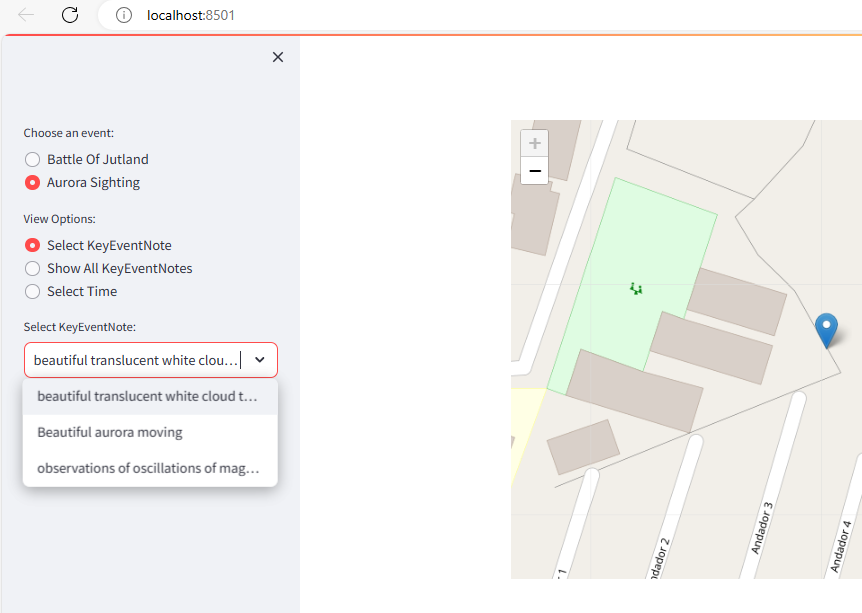 localhost:8501
Choose an event:
Battle Of Jutland
Aurora Sighting
View Options:
Select KeyEventNote
Show All KeyEventNotes
Select Time
Select KeyEventNote:
beautiful translucent white clou...
beautiful translucent white cloud t...
Beautiful aurora moving
observations of oscillations of mag...
+
−
1
ndador 2
Andador 3
Andador 4